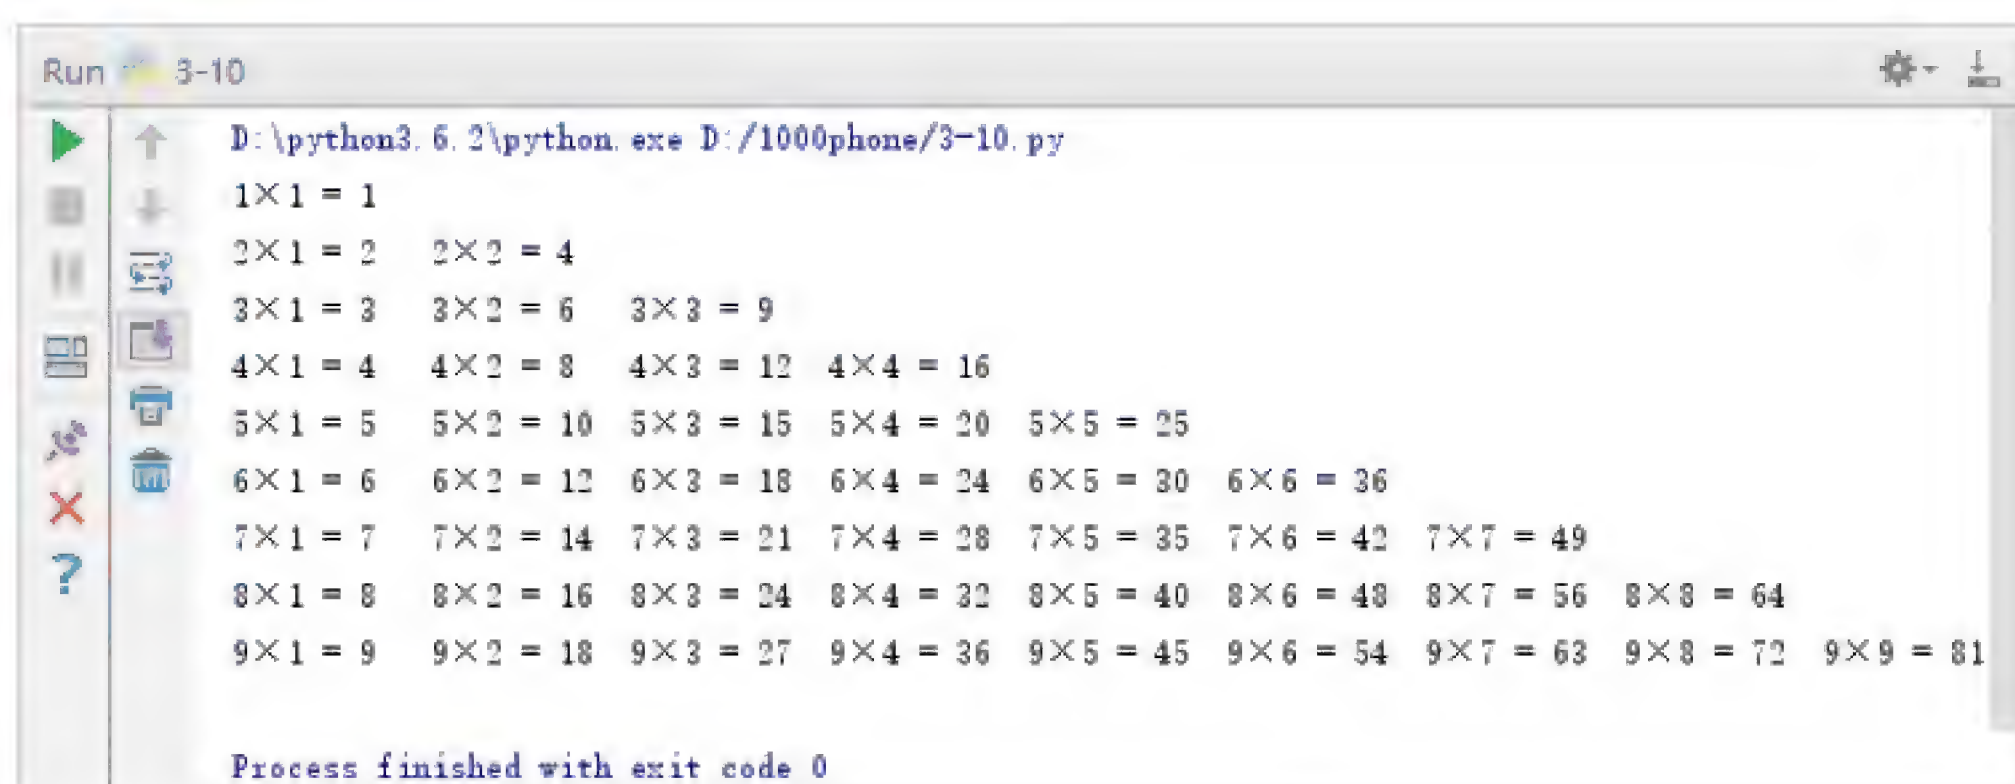 Run 3-10
D:\python3.6.2\python.exe D:/1000phone/3-10.py
1×1 = 1
2×1 = 2 2×2 = 4
3×1 = 3 3×2 = 6 3×3 = 9
4×1 = 4 4×2 = 8 4×3 = 12 4×4 = 16
5×1 = 5 5×2 = 10 5×3 = 15 5×4 = 20 5×5 = 25
6×1 = 6 6×2 = 12 6×3 = 18 6×4 = 24 6×5 = 30 6×6 = 36
7×1 = 7 7×2 = 14 7×3 = 21 7×4 = 28 7×5 = 35 7×6 = 42 7×7 = 49
8×1 = 8 8×2 = 16 8×3 = 24 8×4 = 32 8×5 = 40 8×6 = 48 8×7 = 56 8×8 = 64
9×1 = 9 9×2 = 18 9×3 = 27 9×4 = 36 9×5 = 45 9×6 = 54 9×7 = 63 9×8 = 72 9×9 = 81
Process finished with exit code 0